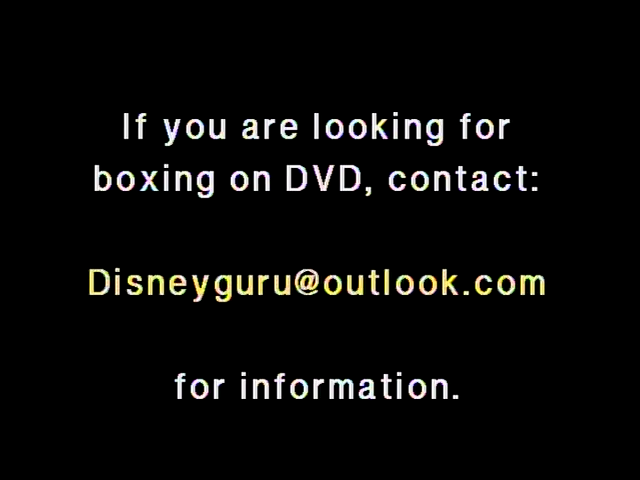 If you are looking for
boxing on DVD, contact:
Disneyguru@outlook.com
for information.